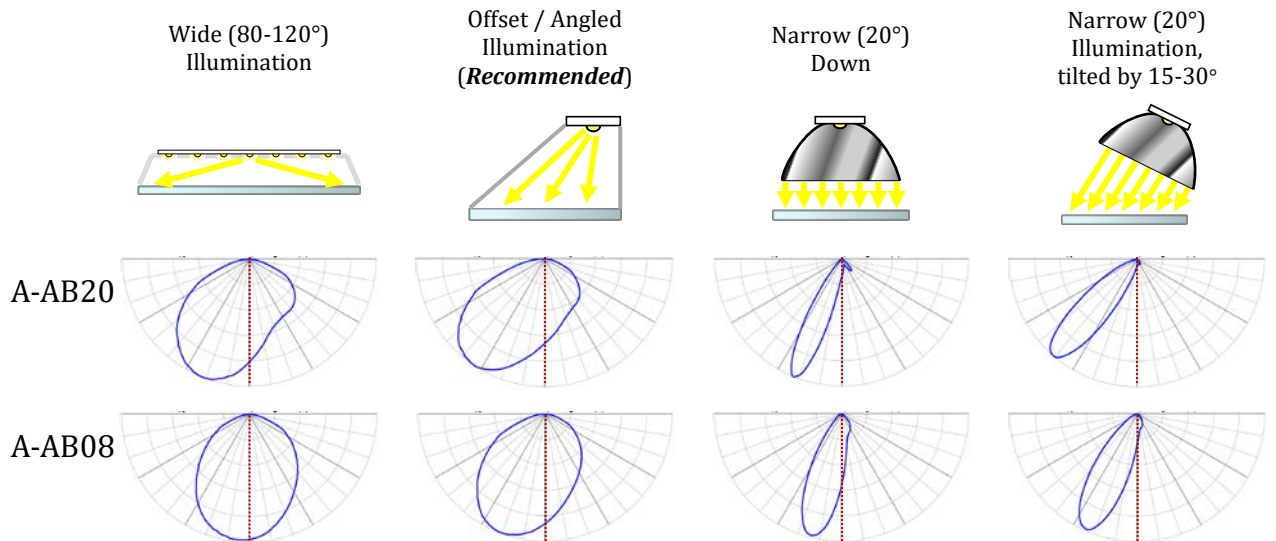 Wide (80-120°)
Illumination
Offset / Angled
Illumination
(Recommended)
Narrow (20°)
Down
Narrow (20°)
Illumination,
tilted by 15-30°
A-AB20
A-AB08